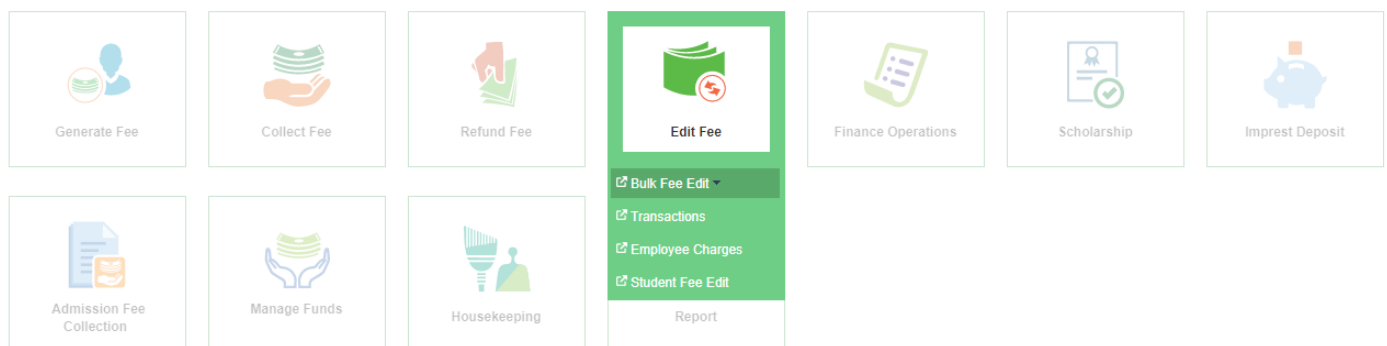 Generate Fee
Collect Fee
Refund Fee
Edit Fee
Finance Operations
Scholarship
Imprest Deposit
Bulk Fee Edit
Transactions
Employee Charges
Student Fee Edit
Admission Fee
Collection
Manage Funds
Housekeeping
Report